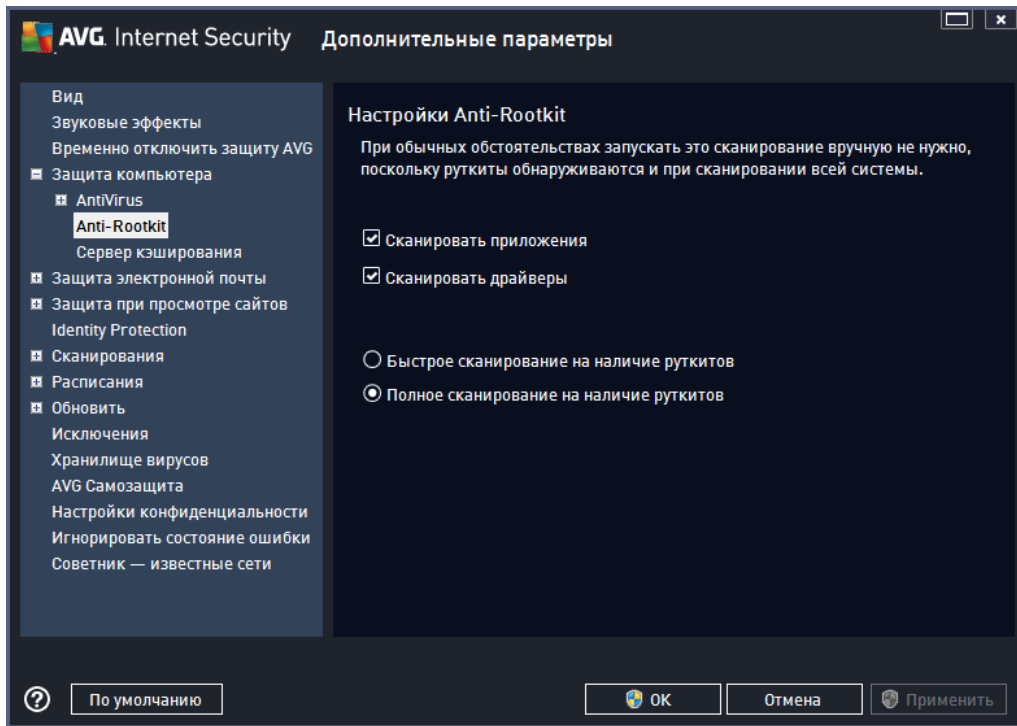 AVG. Internet Security
Дополнительные параметры
Вид
Звуковые эффекты
Временно отключить защиту AVG
Защита компьютера
AntiVirus
Anti-Rootkit
Сервер кэширования
Защита электронной почты
Защита при просмотре сайтов
Identity Protection
Сканирования
Расписания
Обновить
Исключения
Хранилище вирусов
AVG Самозащита
Настройки конфиденциальности
Игнорировать состояние ошибки
Советник — известные сети
Настройки Anti-Rootkit
При обычных обстоятельствах запускать это сканирование вручную не нужно,
поскольку руткиты обнаруживаются и при сканировании всей системы.
Сканировать приложения
Сканировать драйверы
Быстрое сканирование на наличие руткитов
Полное сканирование на наличие руткитов
По умолчанию
ОК
Отмена
Применить